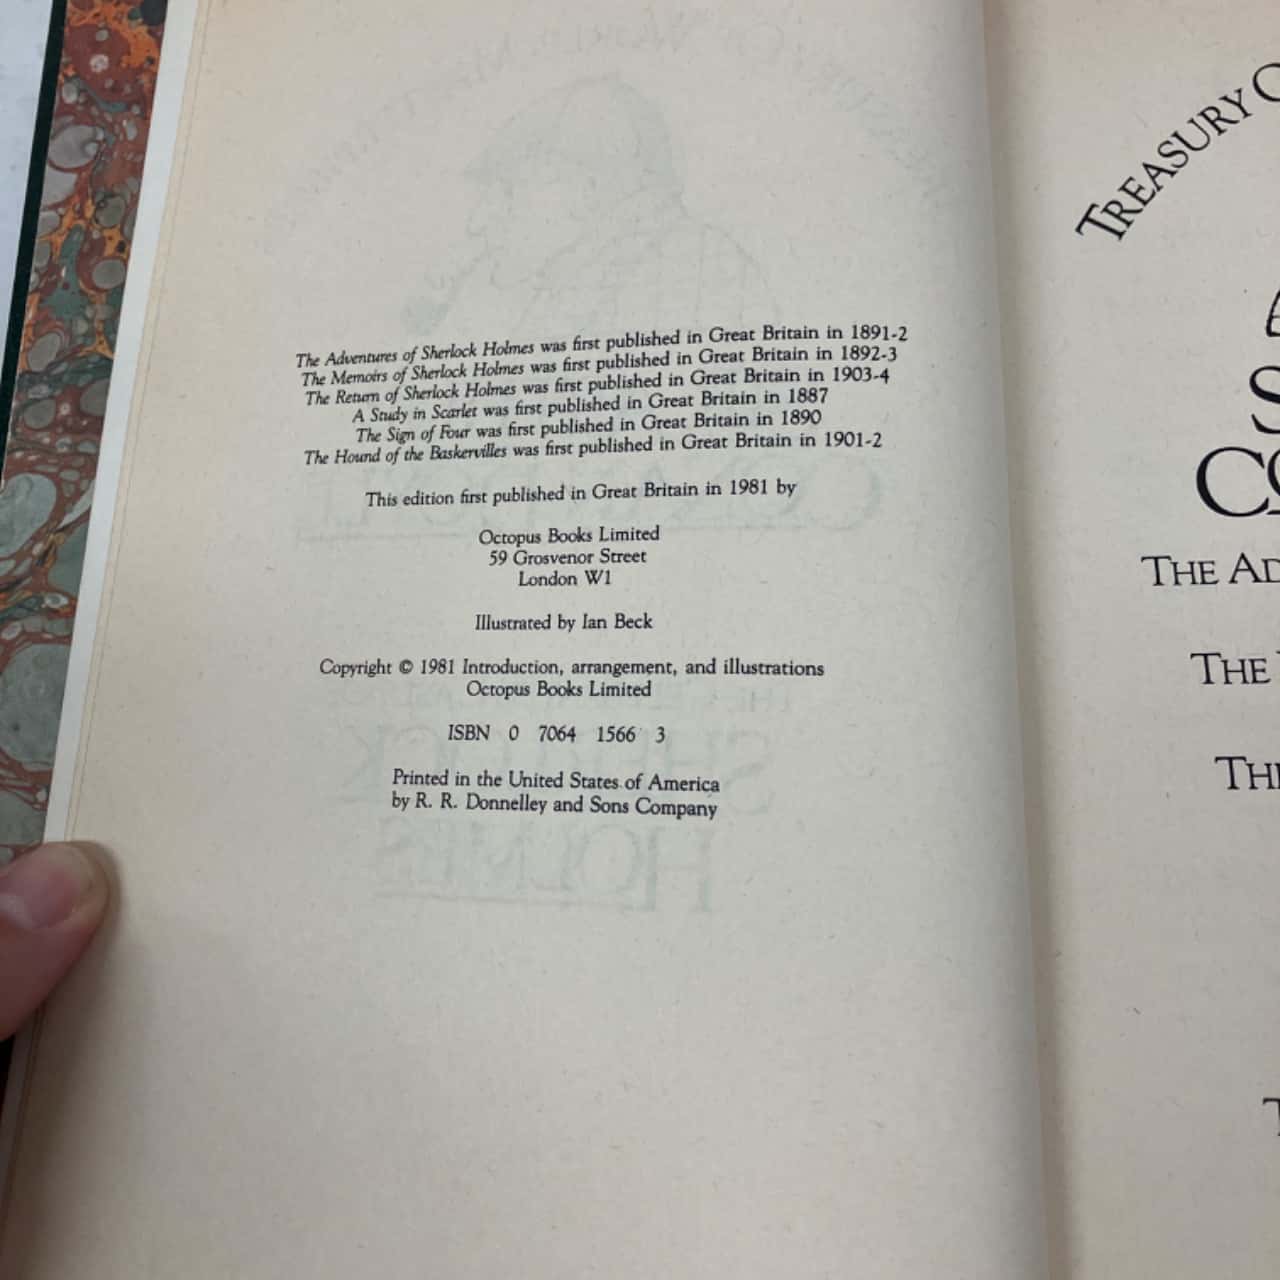 The Adventures of Sherlock Holmes was first published in Great Britain in 1891-2
The Memoirs of Sherlock Holmes was first published in Great Britain in 1892-3
The Return of Sherlock Holmes was first published in Great Britain in 1903-4
A Study in Scarlet was first published in Great Britain in 1887
The Sign of Four was first published in Great Britain in 1890
The Hound of the Baskervilles was first published in Great Britain in 1901-2
This edition first published in Great Britain in 1981 by
Octopus Books Limited
59 Grosvenor Street
London W1
Illustrated by Ian Beck
Copyright © 1981 Introduction, arrangement, and illustrations
Octopus Books Limited
ISBN 0 7064 1566 3
Printed in the United States of America
by R. R. Donnelley and Sons Company
TREASURY
THE
THE